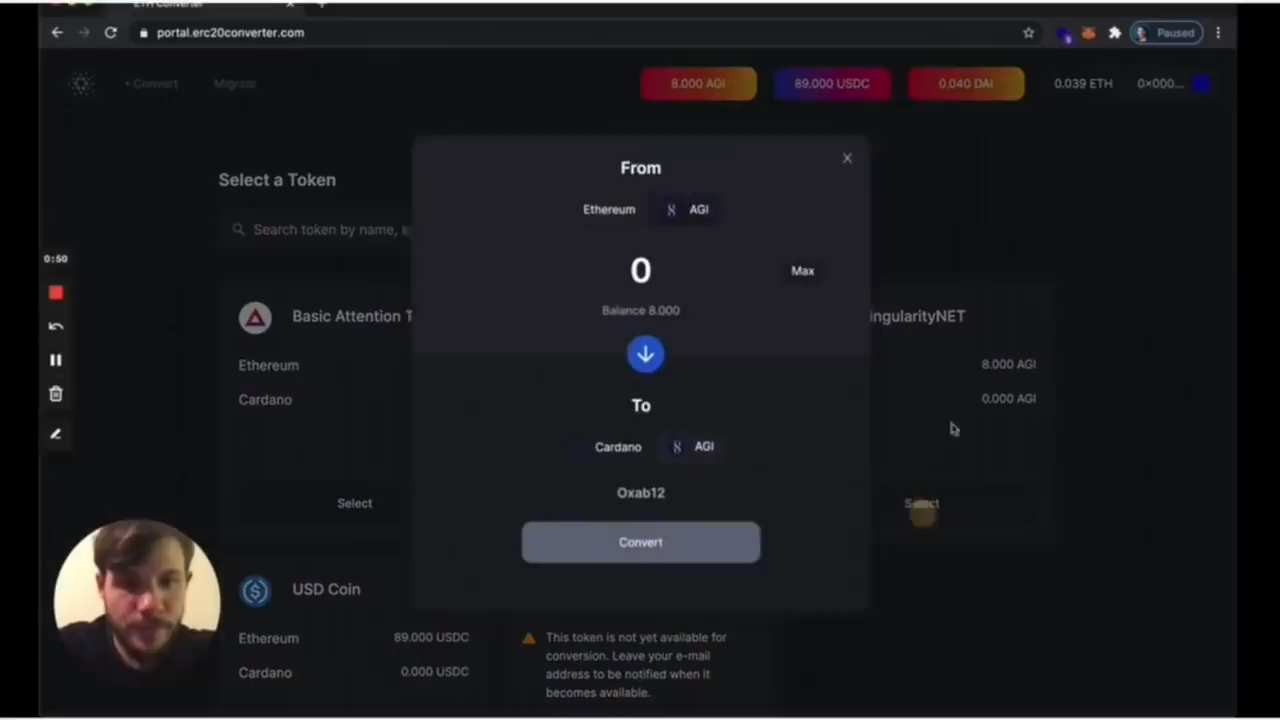 ETH Converter
portal.erc20converter.com
Paused
Convert
Migrate
8.000 AGI
89.000 USDC
0.040 DAI
0.039 ETH
0×000...
Select a Token
Search token by name, s
0:50
From
Ethereum
AGI
0
Max
Balance 8.000
To
Cardano
AGI
Oxab12
Convert
Basic Attention T
Ethereum
Cardano
Select
ingularityNET
8.000 AGI
0.000 AGI
Select
USD Coin
Ethereum 89.000 USDC
Cardano 0.000 USDC
This token is not yet available for
conversion. Leave your e-mail
address to be notified when it
becomes available.